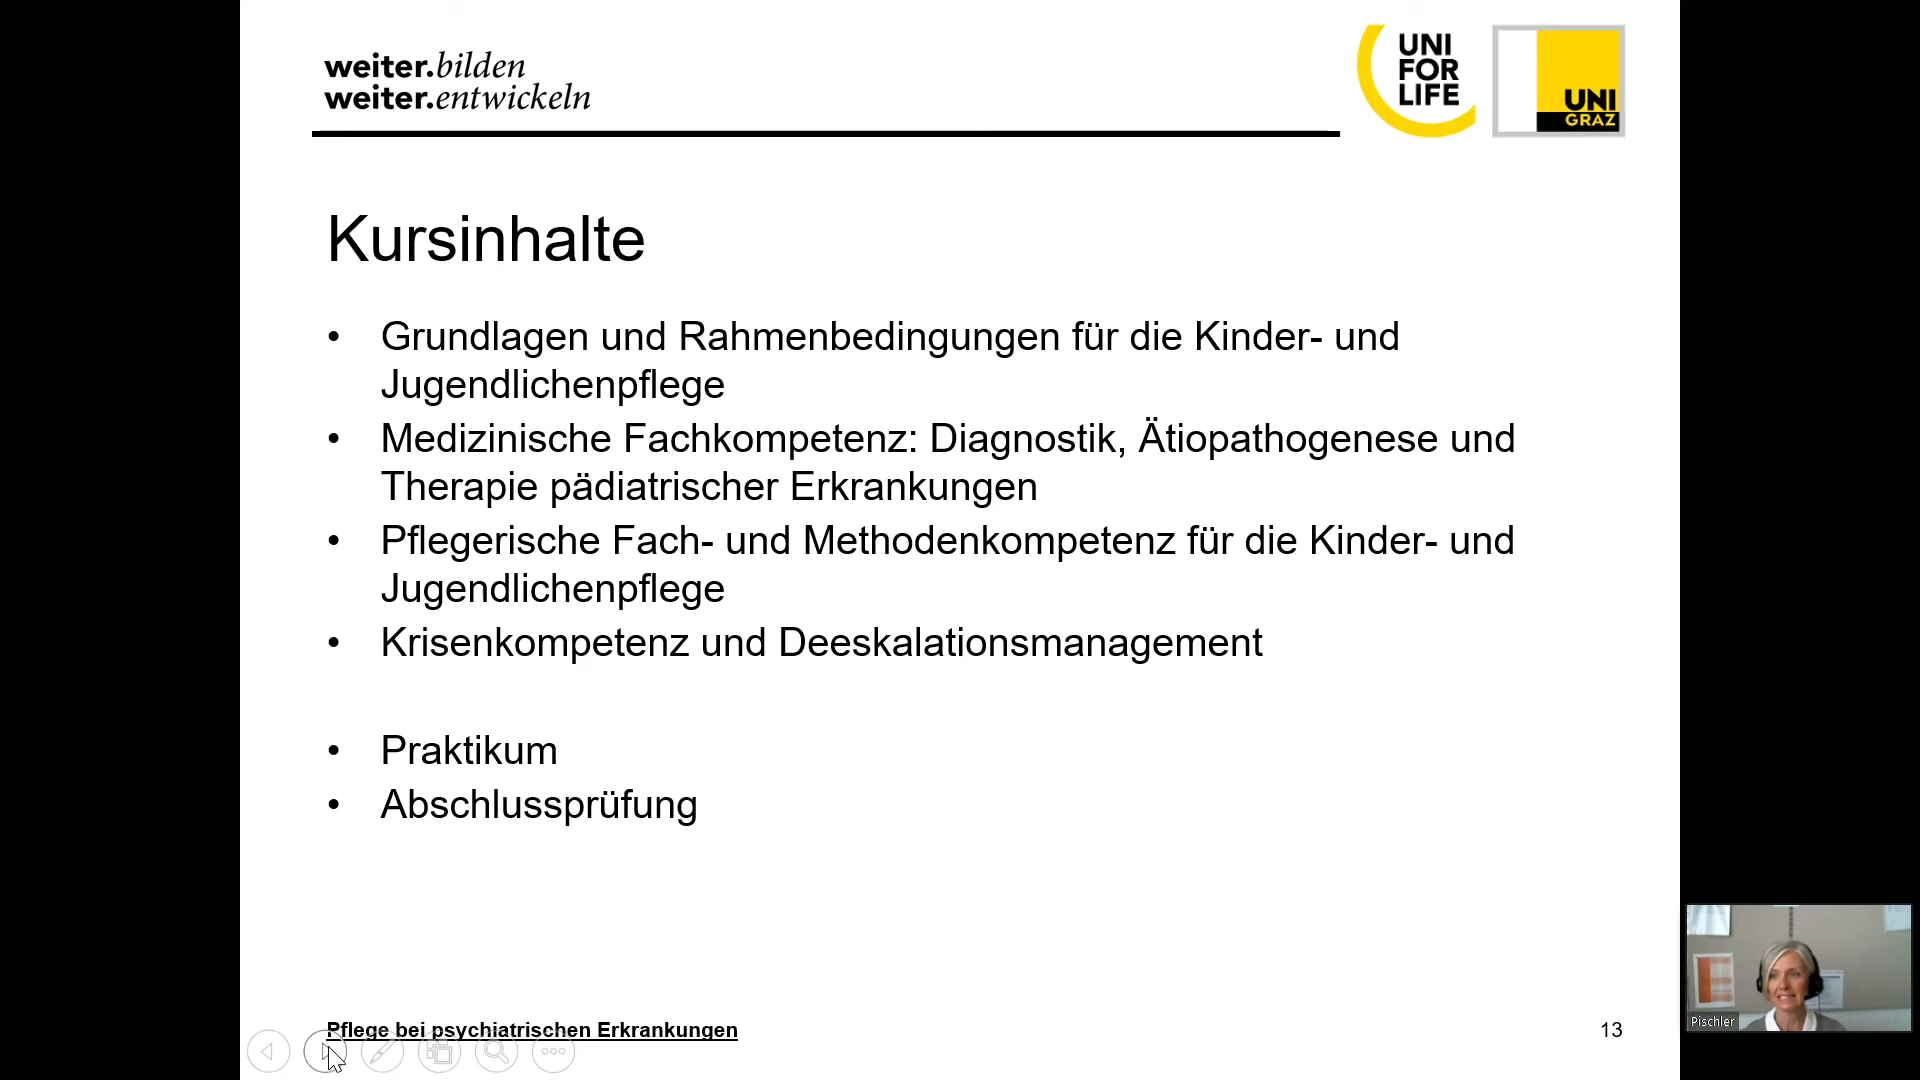 weiter.bilden
weiter.entwickeln
UNI
FOR
LIFE
UNI
GRAZ
Kursinhalte
• Grundlagen und Rahmenbedingungen für die Kinder- und
Jugendlichenpflege
• Medizinische Fachkompetenz: Diagnostik, Ätiopathogenese und
Therapie pädiatrischer Erkrankungen
• Pflegerische Fach- und Methodenkompetenz für die Kinder- und
Jugendlichenpflege
• Krisenkompetenz und Deeskalationsmanagement
• Praktikum
• Abschlussprüfung
Pflege bei psychiatrischen Erkrankungen
13
Pischler